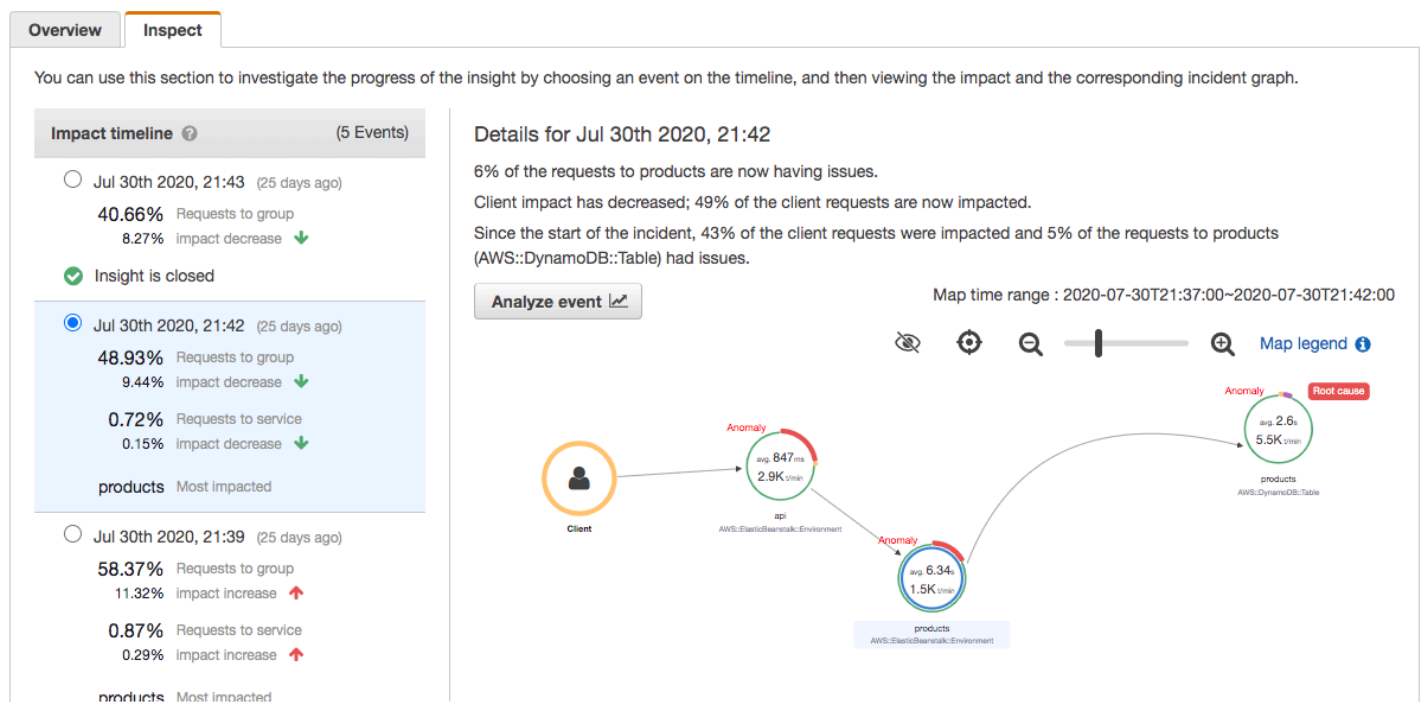 Overview
Inspect
You can use this section to investigate the progress of the insight by choosing an event on the timeline, and then viewing the impact and the corresponding incident graph.
Impact timeline ?
(5 Events)
Jul 30th 2020, 21:43 (25 days ago)
40.66% Requests to group
8.27% impact decrease
Insight is closed
Jul 30th 2020, 21:42 (25 days ago)
48.93% Requests to group
9.44% impact decrease
0.72% Requests to service
0.15% impact decrease
products Most impacted
Jul 30th 2020, 21:39 (25 days ago)
58.37% Requests to group
11.32% impact increase
0.87% Requests to service
0.29% impact increase
products Most impacted
Details for Jul 30th 2020, 21:42
6% of the requests to products are now having issues.
Client impact has decreased; 49% of the client requests are now impacted.
Since the start of the incident, 43% of the client requests were impacted and 5% of the requests to products
(AWS::DynamoDB::Table) had issues.
Analyze event
Map time range : 2020-07-30T21:37:00~2020-07-30T21:42:00
Map legend
Client
Anomaly
avg. 847ms
2.9K t/min
api
AWS::ElasticBeanstalk::Environment
Anomaly
avg. 6.34s
1.5K t/min
products
AWS::ElasticBeanstalk::Environment
Anomaly
Root cause
avg. 2.6s
5.5K t/min
products
AWS::DynamoDB::Table